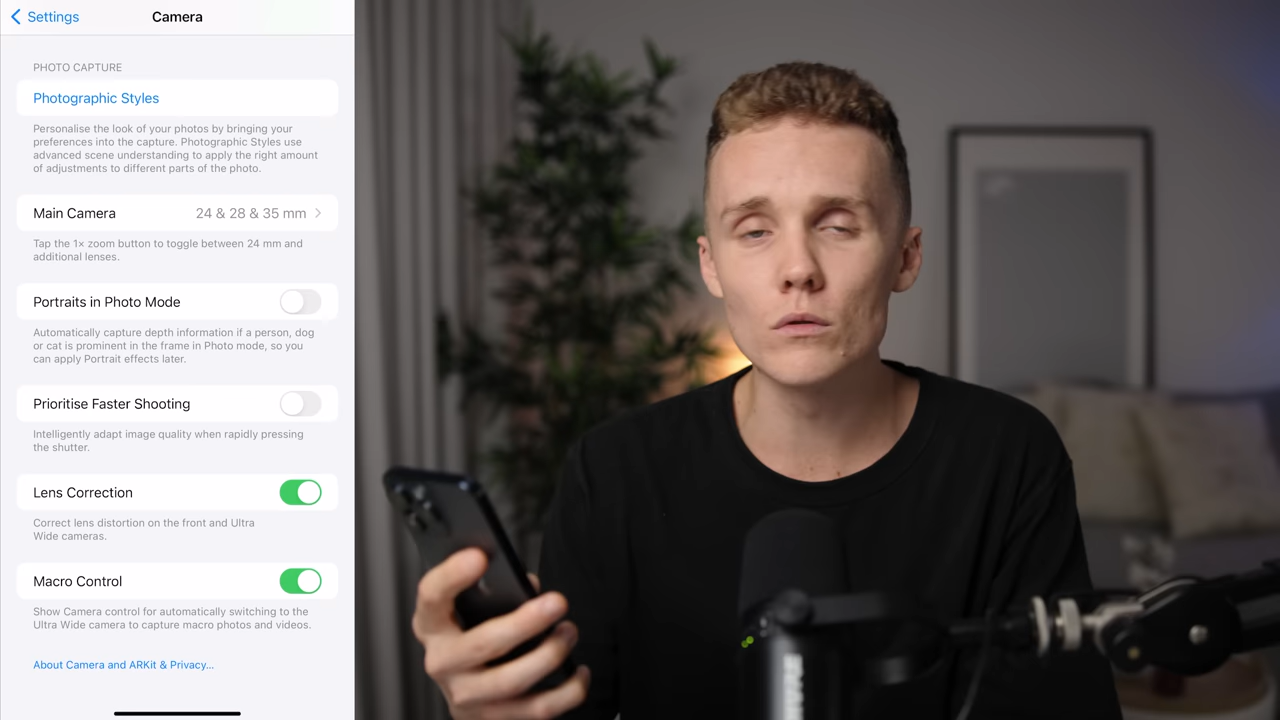 Settings
Camera
PHOTO CAPTURE
Photographic Styles
Personalise the look of your photos by bringing your
preferences into the capture. Photographic Styles use
advanced scene understanding to apply the right amount
of adjustments to different parts of the photo.
Main Camera 24 & 28 & 35 mm
Tap the 1× zoom button to toggle between 24 mm and
additional lenses.
Portraits in Photo Mode
Automatically capture depth information if a person, dog
or cat is prominent in the frame in Photo mode, so you
can apply Portrait effects later.
Prioritise Faster Shooting
Intelligently adapt image quality when rapidly pressing
the shutter.
Lens Correction
Correct lens distortion on the front and Ultra
Wide cameras.
Macro Control
Show Camera control for automatically switching to the
Ultra Wide camera to capture macro photos and videos.
About Camera and ARKit & Privacy...